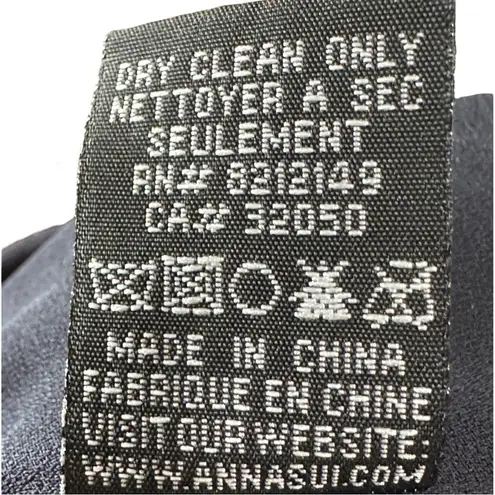 DRY CLEAN ONLY
NETTOYER A SEC
SEULEMENT
RN# 8212149
CA.# 32050
MADE IN CHINA
FABRIQUE EN CHINE
VISIT OUR WEBSITE:
WWW.ANNASUI.COM